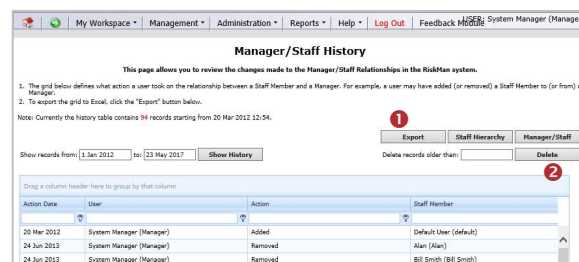 My Workspace Management Administration Reports Help Log Out Feedback Module USER: System Manager (Manage
Manager/Staff History
This page allows you to review the changes made to the Manager/Staff Relationships in the RiskMan system.
1. The grid below defines what action a user took on the relationship between a Staff Member and a Manager. For example, a user may have added (or removed) a Staff Member to (or from) a
Manager.
2. To export the grid to Excel, click the "Export" button below.
Note: Currently the history table contains 94 records starting from 20 Mar 2012 12:54.
1
Export Staff Hierarchy Manager/Staff
Show records from: 1 Jan 2012 to: 23 May 2017 Show History Delete records older than: Delete
2
Drag a column header here to group by that column
Action Date User Action Staff Member
20 Mar 2012 System Manager (Manager) Added Default User (default)
24 Jun 2013 System Manager (Manager) Removed Alan (Alan)
24 Jun 2013 System Manager (Manager) Removed Bill Smith (Bill Smith)